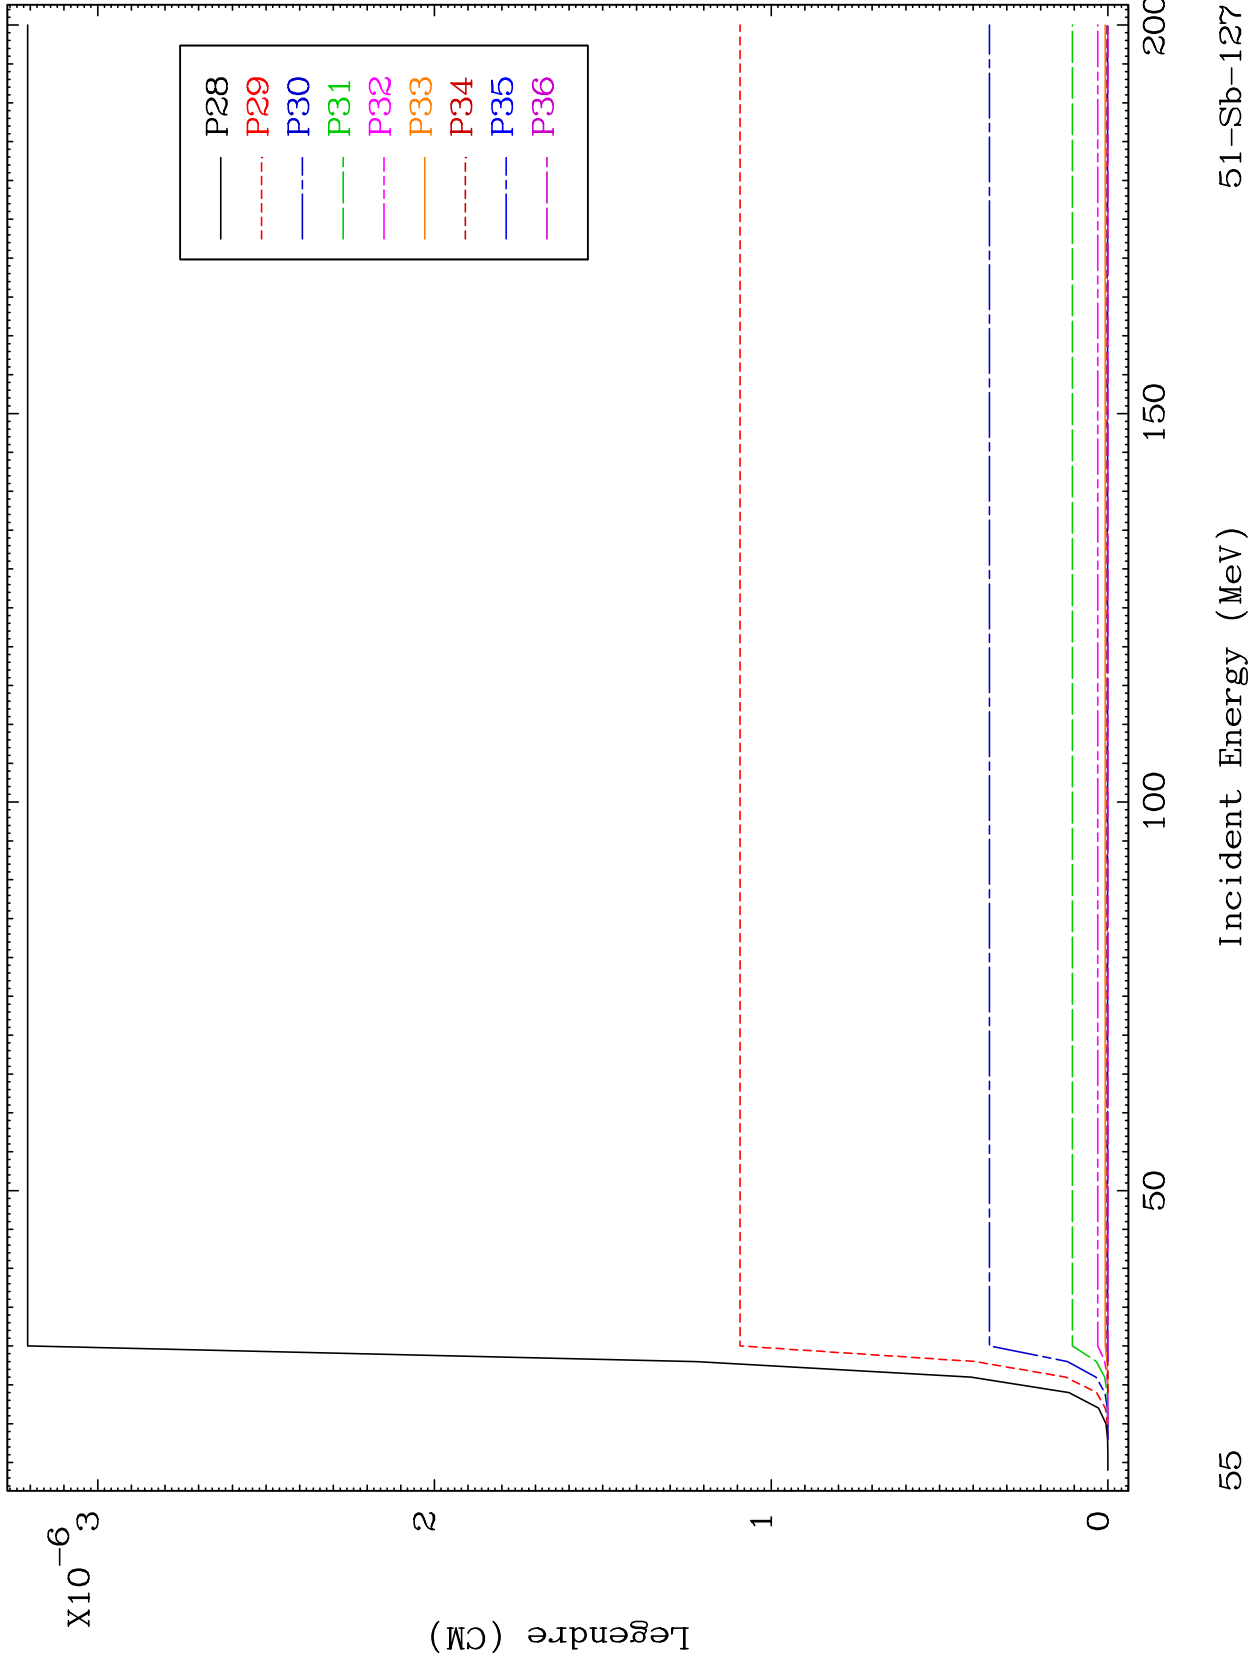 X10-6
3
2
1
0
Legendre (CM)
P28
P29
P30
P31
P32
P33
P34
P35
P36
50
100
150
200
Incident Energy (MeV)
55
51-Sb-127